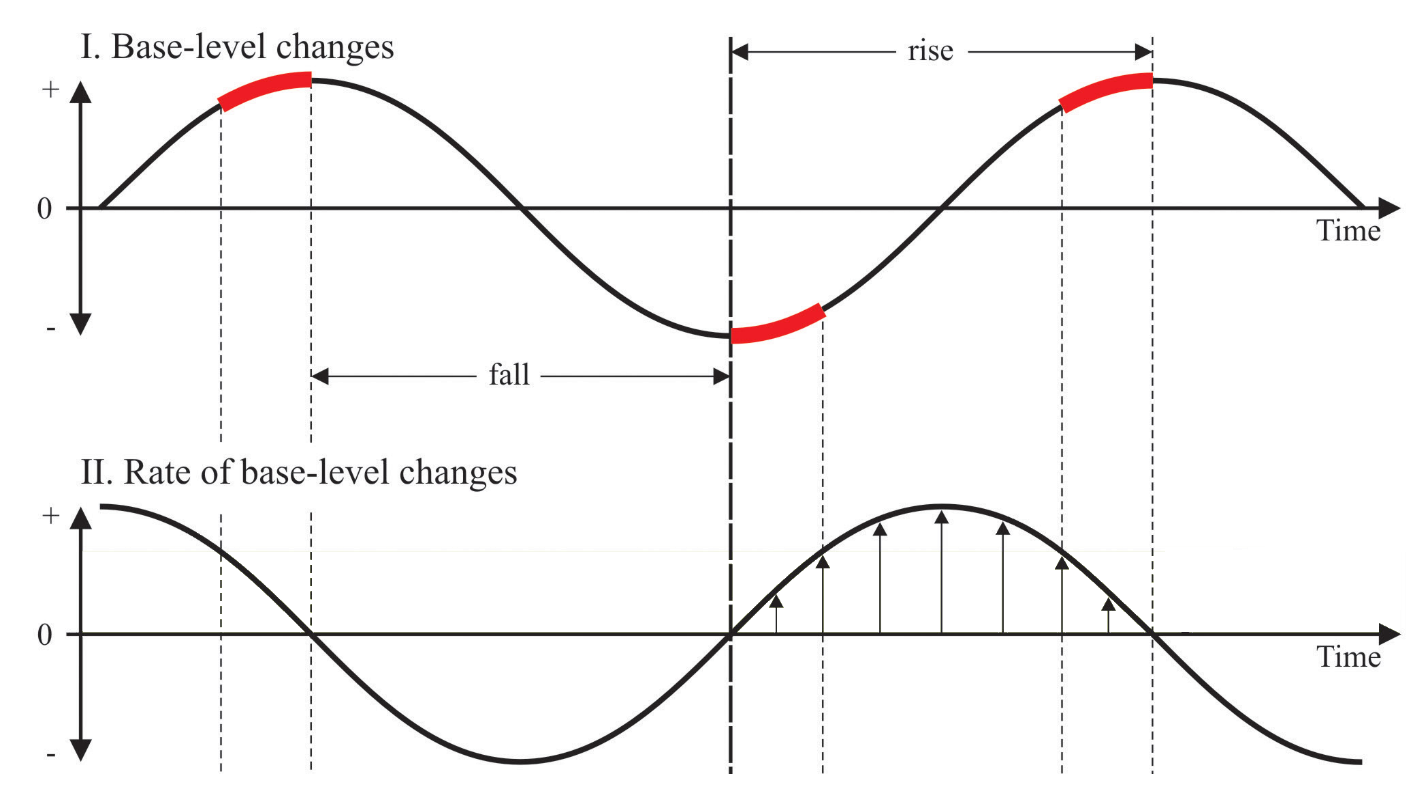 I. Base-level changes
rise
+
0
Time
-
fall
II. Rate of base-level changes
+
0
Time
-